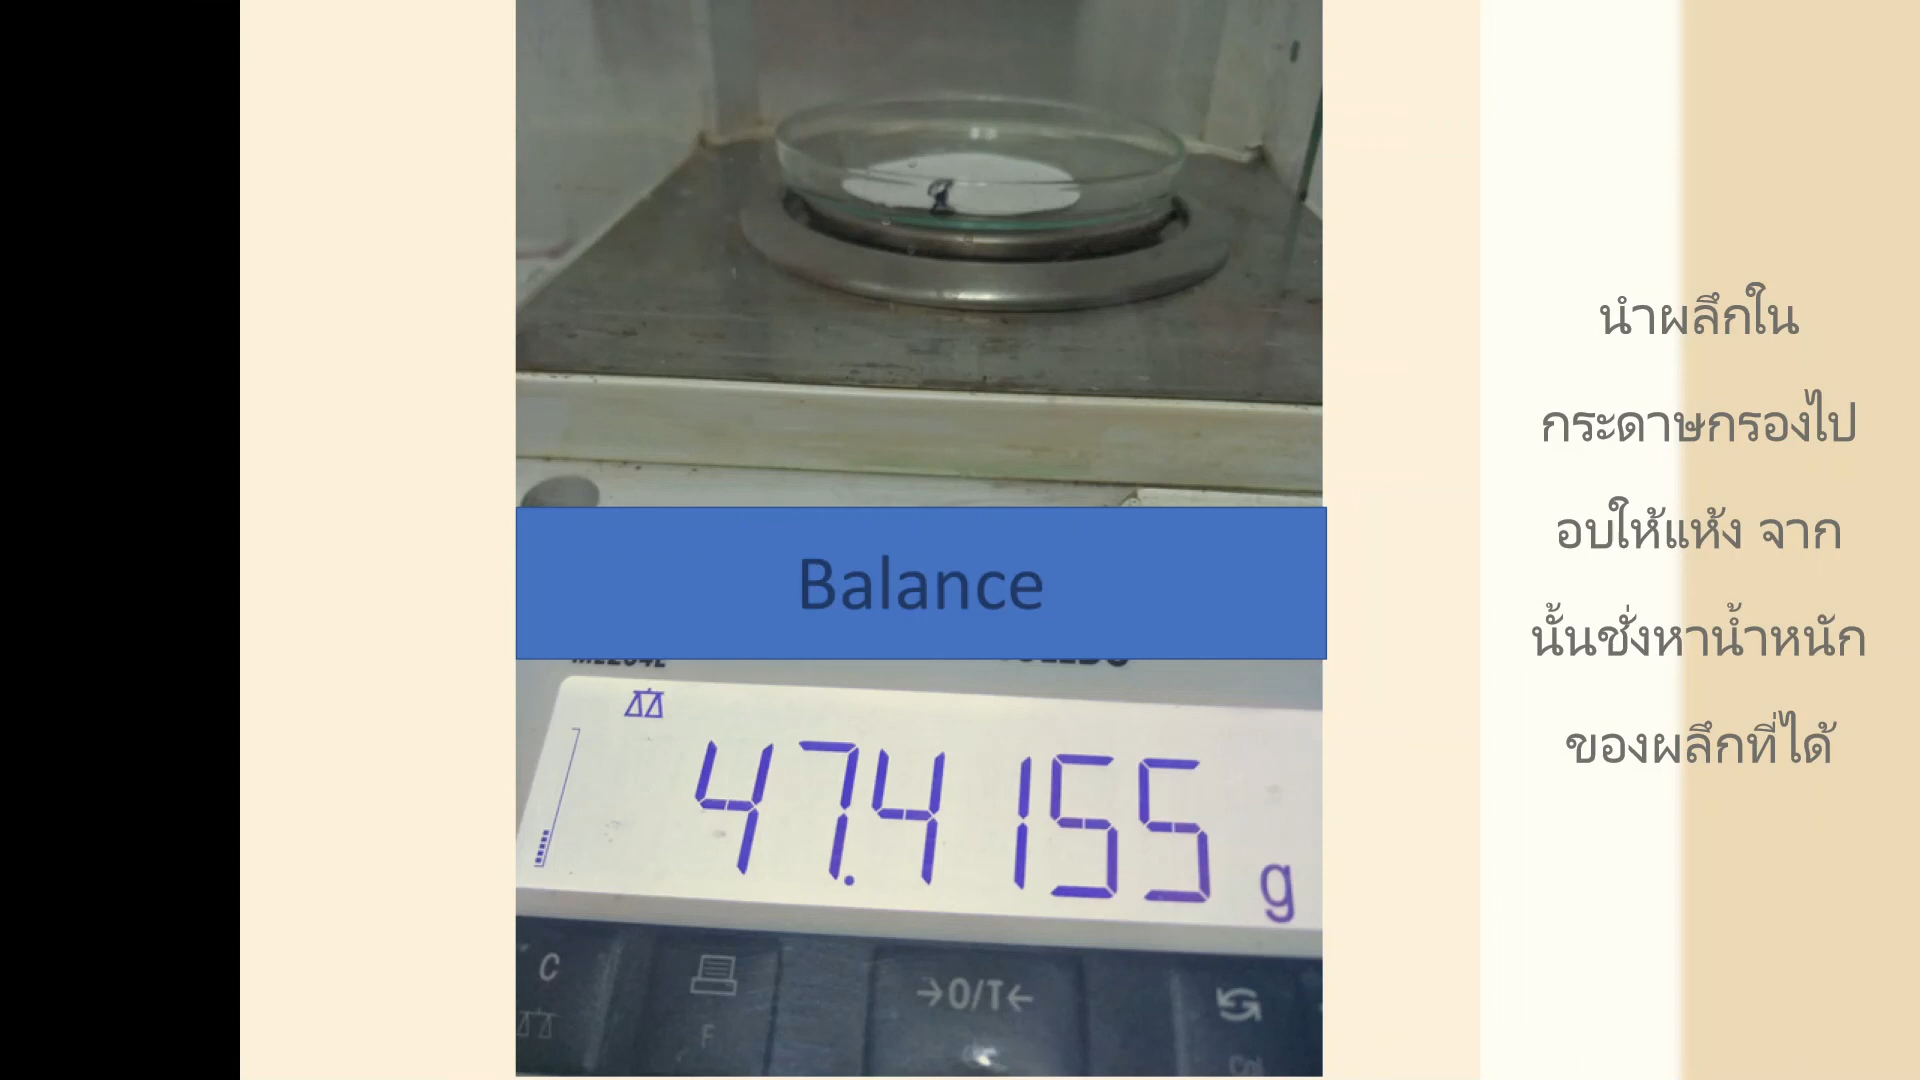 Balance
47.4155 g
C
→0/T←
F
นำผลึกใน
กระดาษกรองไป
อบให้แห้ง จาก
นั้นชั่งหาน้ำหนัก
ของผลึกที่ได้